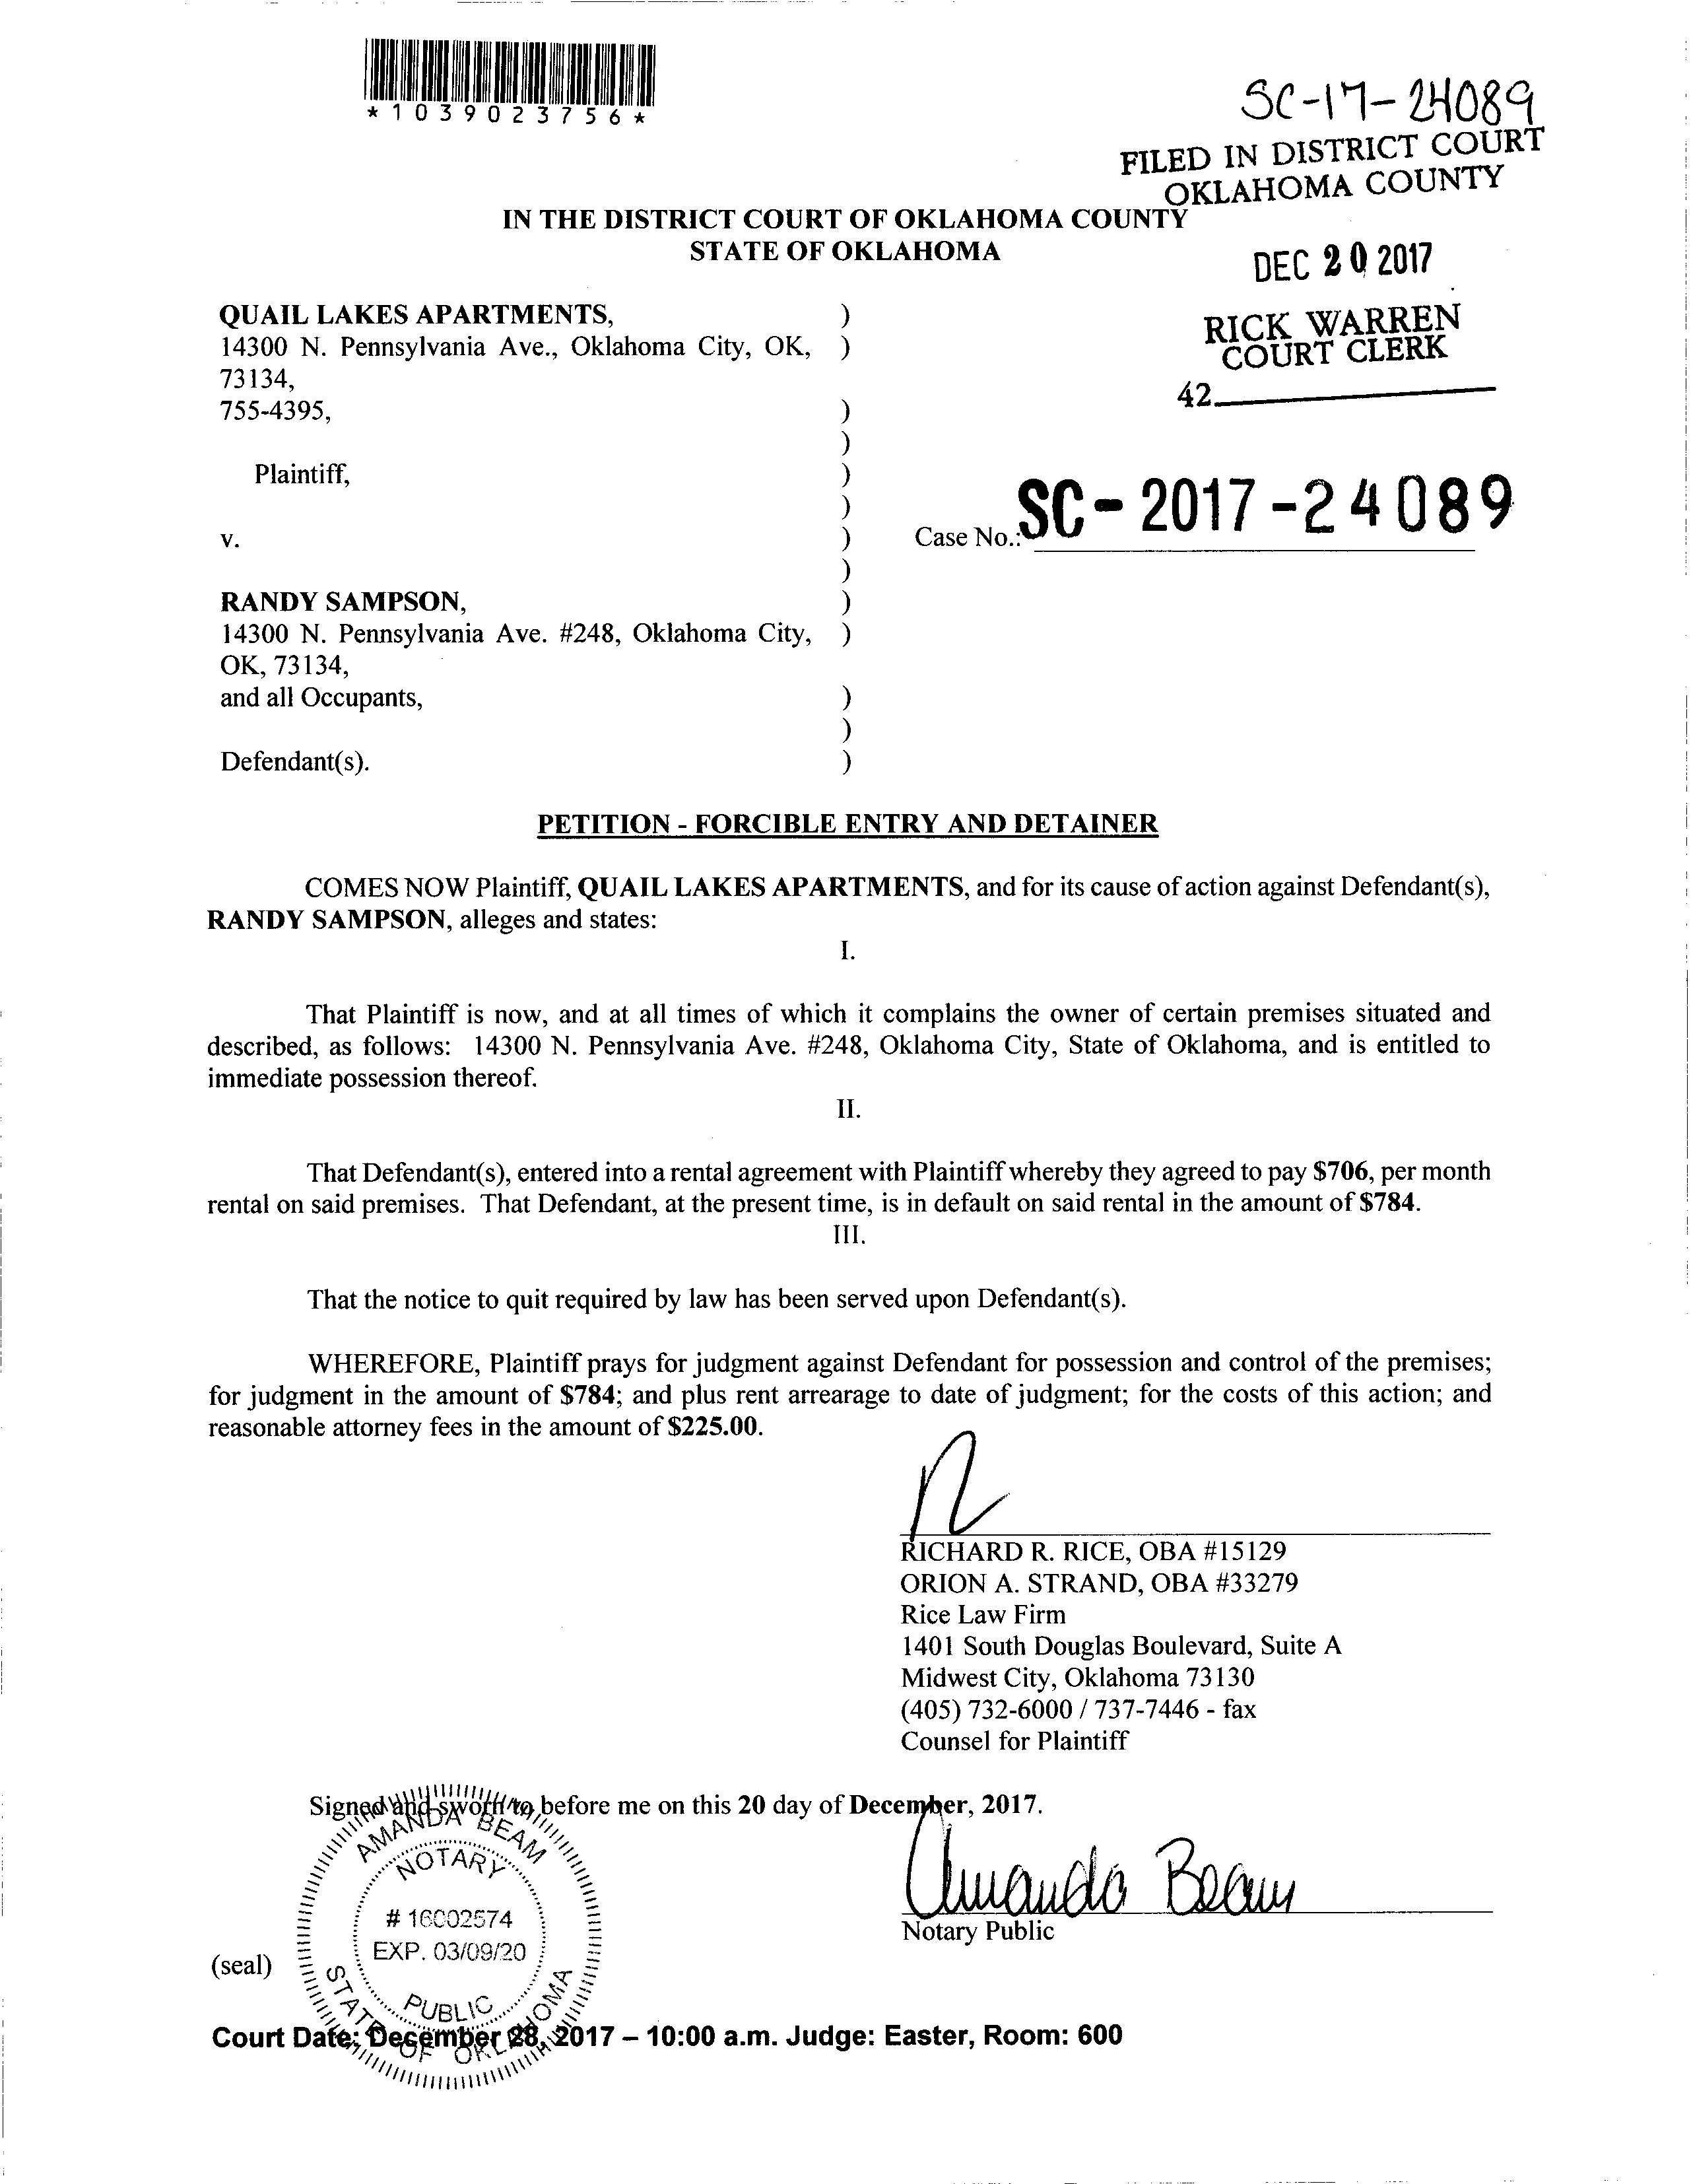 *1039023756*
SC-17-24089
FILED IN DISTRICT COURT
OKLAHOMA COUNTY
IN THE DISTRICT COURT OF OKLAHOMA COUNTY
STATE OF OKLAHOMA
DEC 20 2017
RICK WARREN
COURT CLERK
42
QUAIL LAKES APARTMENTS, )
14300 N. Pennsylvania Ave., Oklahoma City, OK, )
73134,
755-4395, )
)
Plaintiff, )
)
v. )
Case No.: SC-2017-24089
)
RANDY SAMPSON, )
14300 N. Pennsylvania Ave. #248, Oklahoma City, )
OK, 73134,
and all Occupants, )
)
Defendant(s). )
PETITION - FORCIBLE ENTRY AND DETAINER
COMES NOW Plaintiff, QUAIL LAKES APARTMENTS, and for its cause of action against Defendant(s),
RANDY SAMPSON, alleges and states:
I.
That Plaintiff is now, and at all times of which it complains the owner of certain premises situated and
described, as follows: 14300 N. Pennsylvania Ave. #248, Oklahoma City, State of Oklahoma, and is entitled to
immediate possession thereof.
II.
That Defendant(s), entered into a rental agreement with Plaintiff whereby they agreed to pay $706, per month
rental on said premises. That Defendant, at the present time, is in default on said rental in the amount of $784.
III.
That the notice to quit required by law has been served upon Defendant(s).
WHEREFORE, Plaintiff prays for judgment against Defendant for possession and control of the premises;
for judgment in the amount of $784; and plus rent arrearage to date of judgment; for the costs of this action; and
reasonable attorney fees in the amount of $225.00.
RICHARD R. RICE, OBA #15129
ORION A. STRAND, OBA #33279
Rice Law Firm
1401 South Douglas Boulevard, Suite A
Midwest City, Oklahoma 73130
(405) 732-6000 / 737-7446 - fax
Counsel for Plaintiff
Signed and sworn to before me on this 20 day of December, 2017.
Amanda Beam
Notary Public
AMANDA BEAM
NOTARY
# 16002574
EXP. 03/09/20
PUBLIC
STATE OF OKLAHOMA
(seal)
Court Date: December 28, 2017 – 10:00 a.m. Judge: Easter, Room: 600